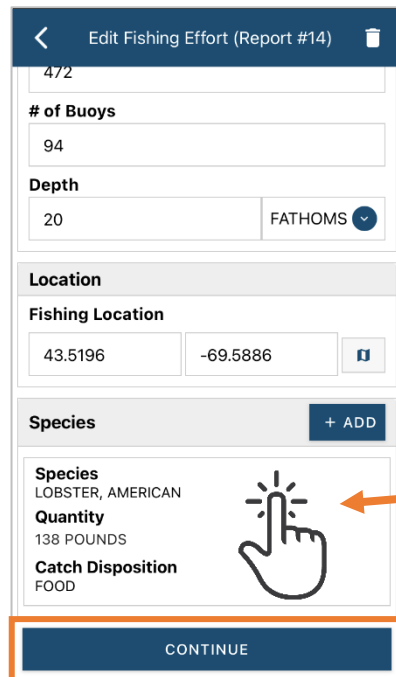 Edit Fishing Effort (Report #14)
472
# of Buoys
94
Depth
20 FATHOMS
Location
Fishing Location
43.5196 -69.5886
Species + ADD
Species
LOBSTER, AMERICAN
Quantity
138 POUNDS
Catch Disposition
FOOD
CONTINUE